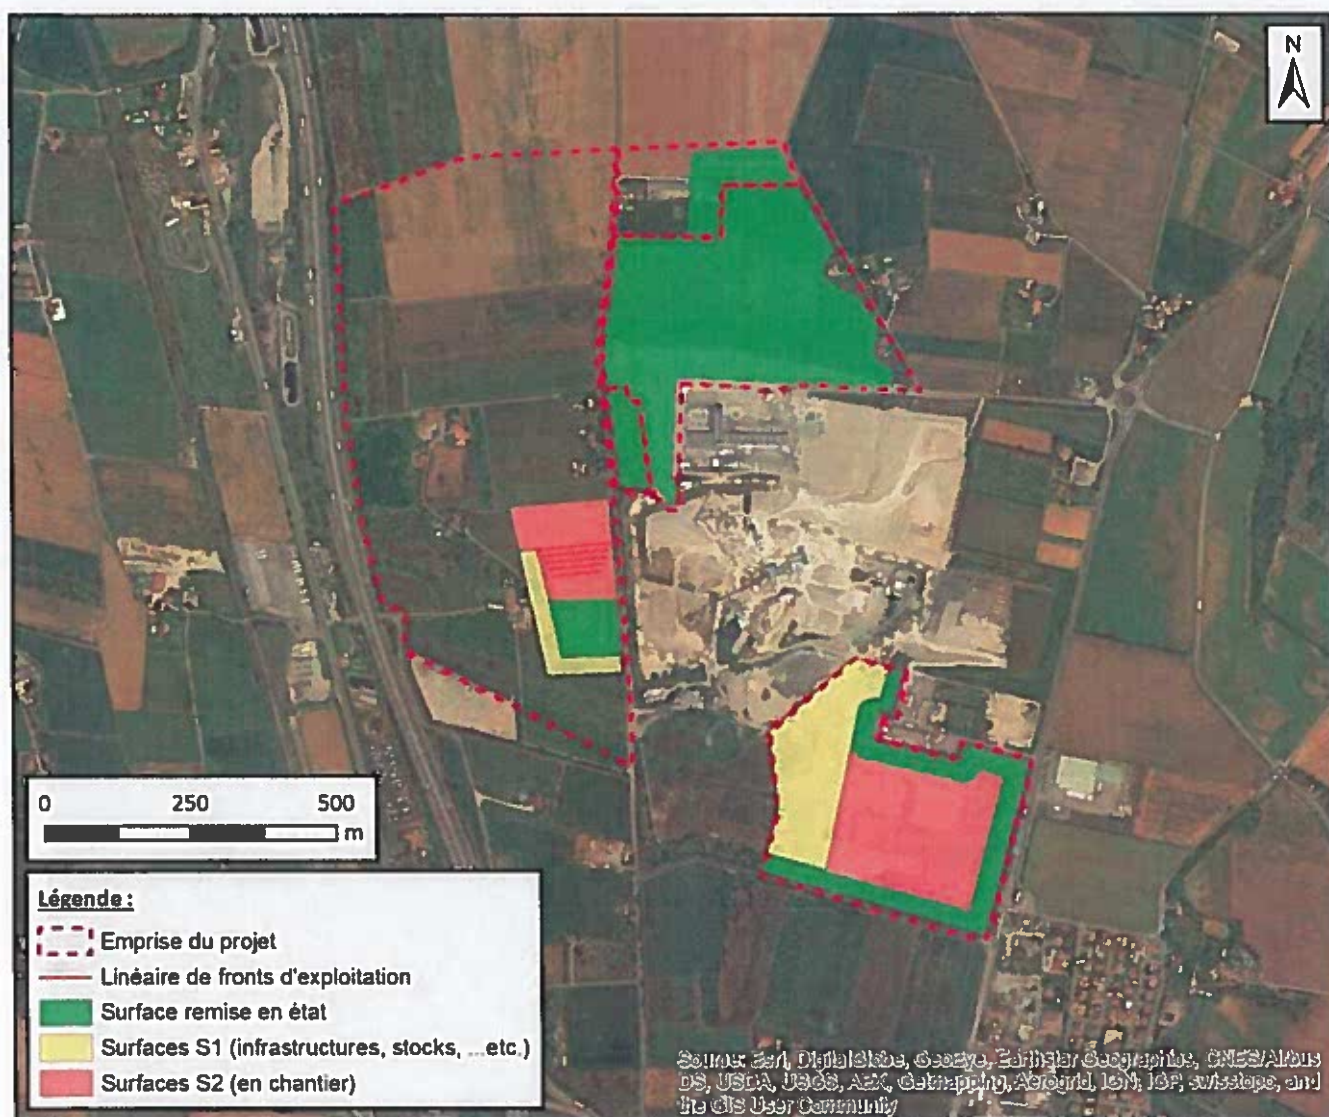 N
0 250 500
m
Légende :
Emprise du projet
Linéaire de fronts d'exploitation
Surface remise en état
Surfaces S1 (infrastructures, stocks, ...etc.)
Surfaces S2 (en chantier)
Source: Esri, DigitalGlobe, GeoEye, Earthstar Geographics, CNES/Airbus
DS, USDA, USGS, AEX, Getmapping, Aerogrid, IGN, IGP, swisstopo, and
the GIS User Community